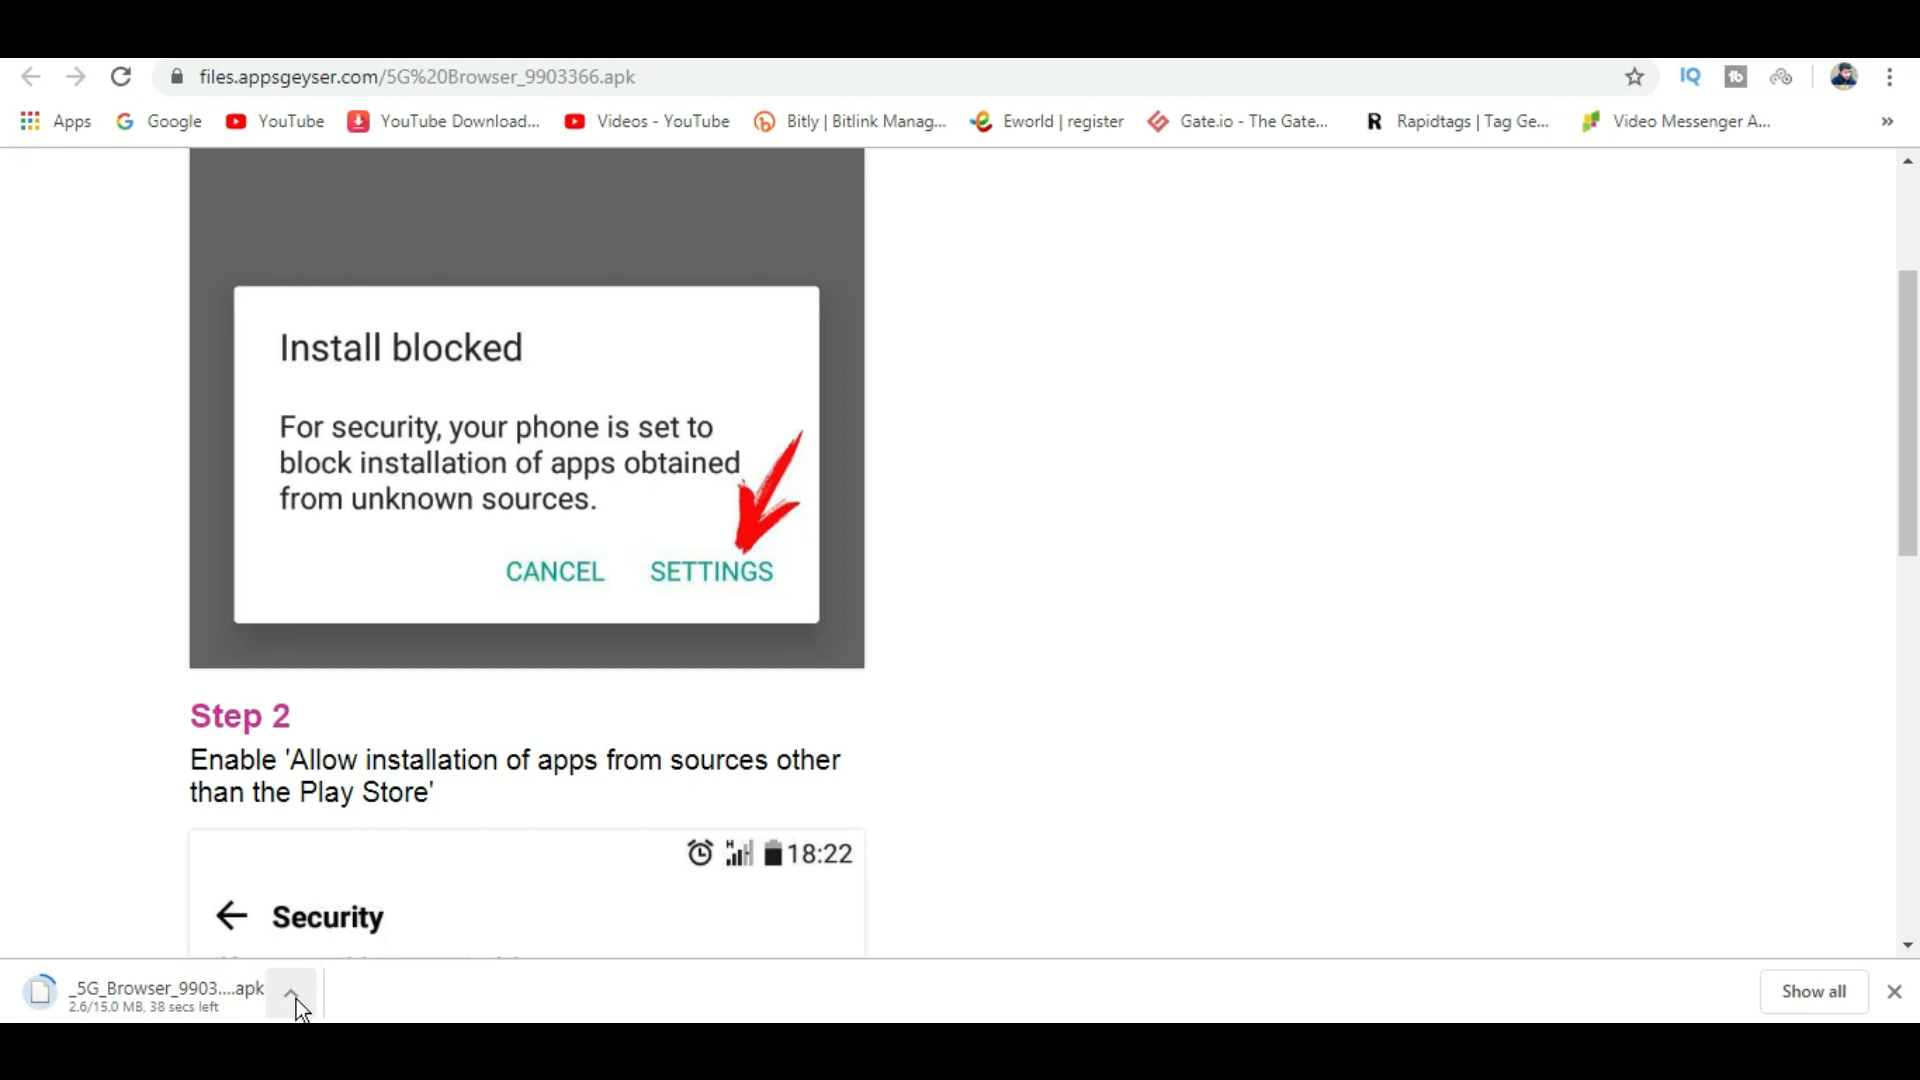 files.appsgeyser.com/5G%20Browser_9903366.apk
Apps Google YouTube YouTube Download... Videos - YouTube Bitly | Bitlink Manag... Eworld | register Gate.io - The Gate... Rapidtags | Tag Ge... Video Messenger A... »
Install blocked
For security, your phone is set to
block installation of apps obtained
from unknown sources.
CANCEL SETTINGS
Step 2
Enable 'Allow installation of apps from sources other
than the Play Store'
H 18:22
Security
_5G_Browser_9903....apk
2.6/15.0 MB, 38 secs left
Show all